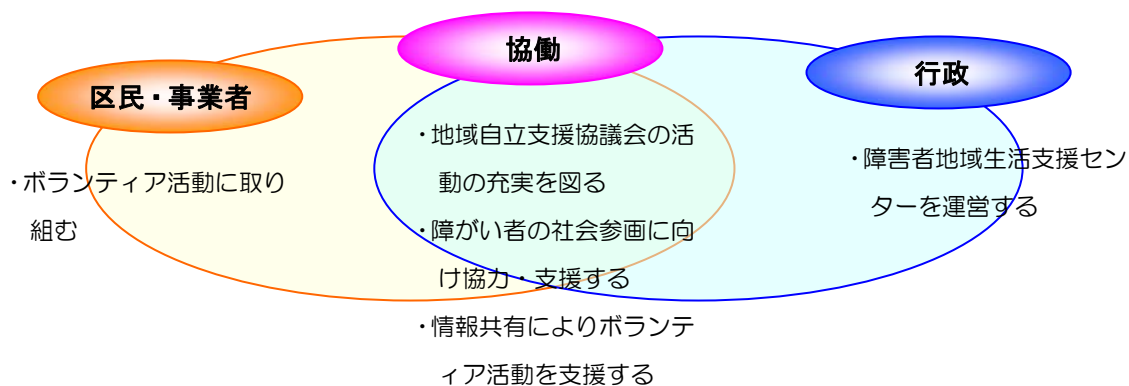 協働
区民・事業者
行政
・ボランティア活動に取り
組む
・地域自立支援協議会の活
動の充実を図る
・障がい者の社会参画に向
け協力・支援する
・情報共有によりボランテ
ィア活動を支援する
・障害者地域生活支援セン
ターを運営する